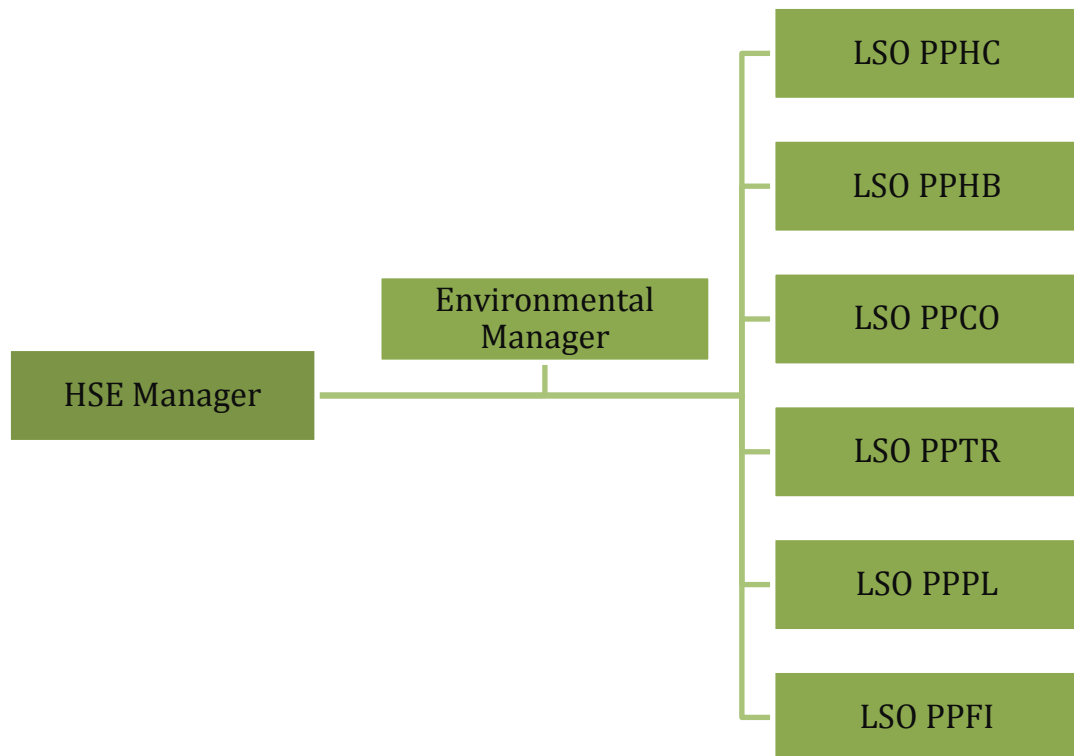 HSE Manager
Environmental
Manager
LSO PPHC
LSO PPHB
LSO PPCO
LSO PPTR
LSO PPPL
LSO PPFI